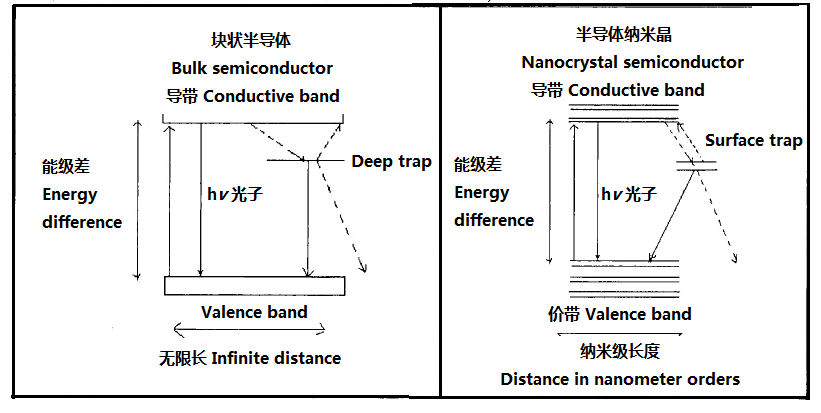 块状半导体
Bulk semiconductor
导带 Conductive band
能级差
Energy
difference
hv 光子
Deep trap
Valence band
无限长 Infinite distance
半导体纳米晶
Nanocrystal semiconductor
导带 Conductive band
能级差
Energy
difference
hv 光子
Surface trap
价带 Valence band
纳米级长度
Distance in nanometer orders